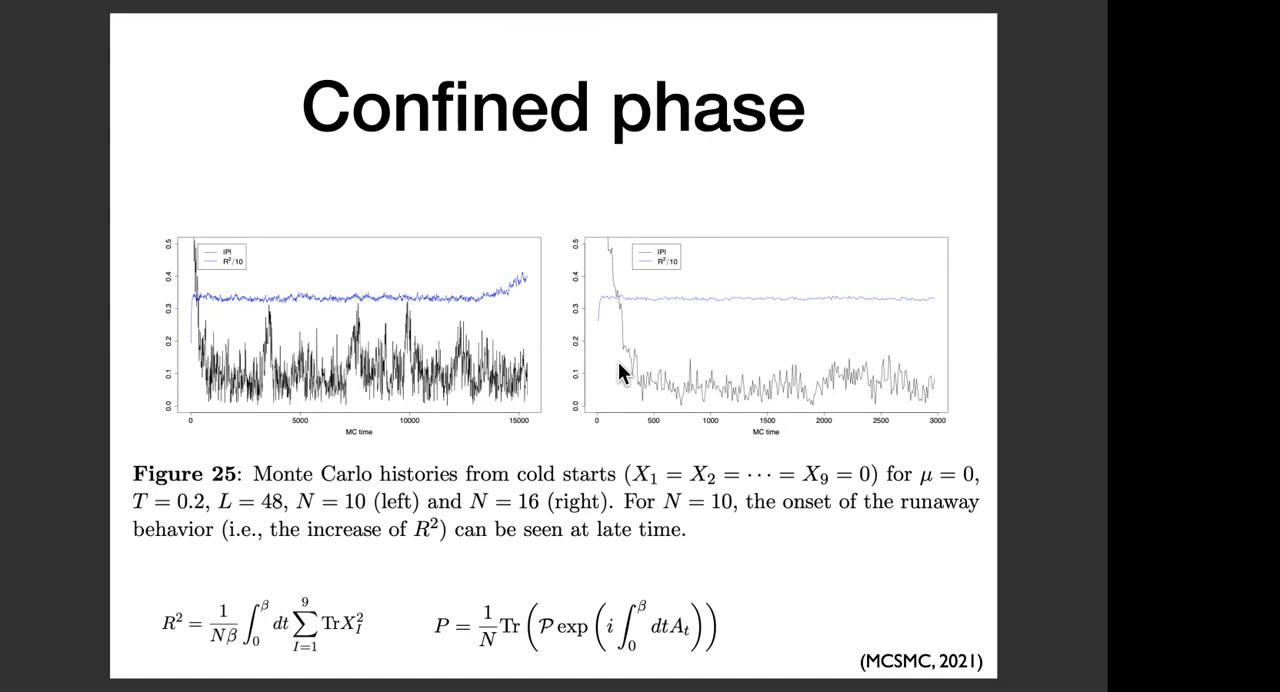 Confined phase
|P|
R²/10
0.5
0.4
0.3
0.2
0.1
0.0
0 5000 10000 15000
MC time
|P|
R²/10
0.5
0.4
0.3
0.2
0.1
0.0
0 500 1000 1500 2000 2500 3000
MC time
Figure 25: Monte Carlo histories from cold starts (X₁ = X₂ = ⋯ = X₉ = 0) for μ = 0,
T = 0.2, L = 48, N = 10 (left) and N = 16 (right). For N = 10, the onset of the runaway
behavior (i.e., the increase of R²) can be seen at late time.
R² = 1/(Nβ) ∫₀^β dt ∑_{I=1}^{9} TrX_I²
P = 1/N Tr(𝒫 exp(i ∫₀^β dtA_t))
(MCSMC, 2021)